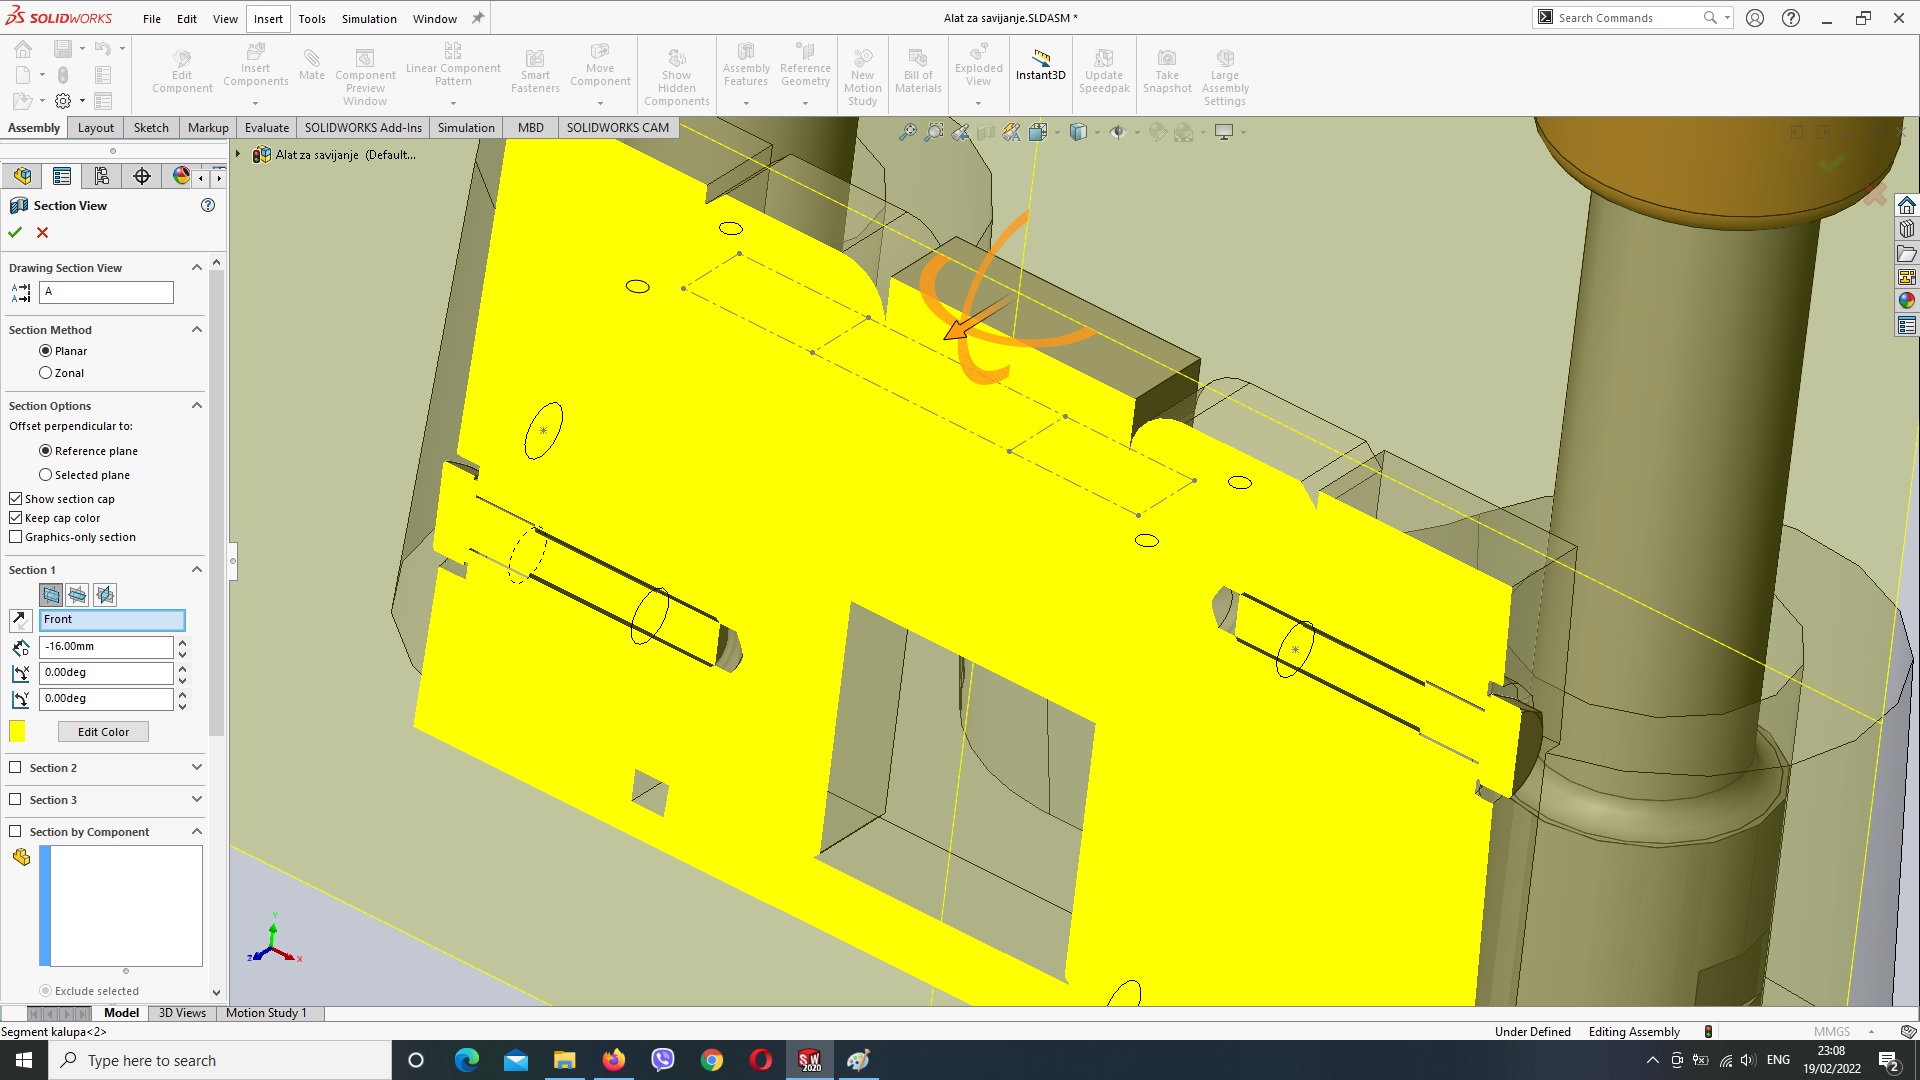 SOLIDWORKS File Edit View Insert Tools Simulation Window Alat za savijanje.SLDASM * Search Commands
Edit Component
Insert Components
Mate
Component Preview Window
Linear Component Pattern
Smart Fasteners
Move Component
Show Hidden Components
Assembly Features
Reference Geometry
New Motion Study
Bill of Materials
Exploded View
Instant3D
Update Speedpak
Take Snapshot
Large Assembly Settings
Assembly Layout Sketch Markup Evaluate SOLIDWORKS Add-Ins Simulation MBD SOLIDWORKS CAM
Alat za savijanje (Default...
Section View
Drawing Section View
A
Section Method
Planar
Zonal
Section Options
Offset perpendicular to:
Reference plane
Selected plane
Show section cap
Keep cap color
Graphics-only section
Section 1
Front
-16.00mm
0.00deg
0.00deg
Edit Color
Section 2
Section 3
Section by Component
Exclude selected
Y
Z X
Model 3D Views Motion Study 1
Segment kalupa<2> Under Defined Editing Assembly MMGS
Type here to search
SW 2020
ENG
23:08
19/02/2022
2